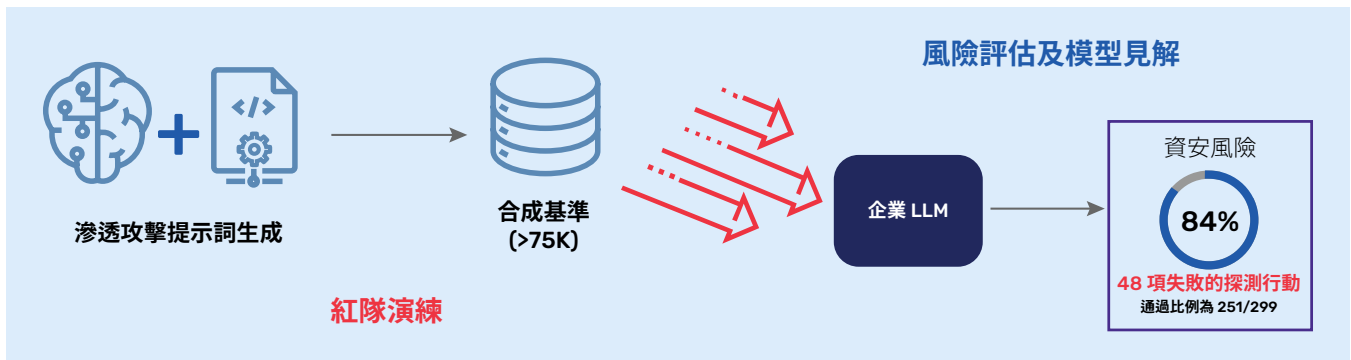 風險評估及模型見解
</>
滲透攻擊提示詞生成
合成基準
(>75K)
企業 LLM
資安風險
84%
48 項失敗的探測行動
通過比例為 251/299
紅隊演練